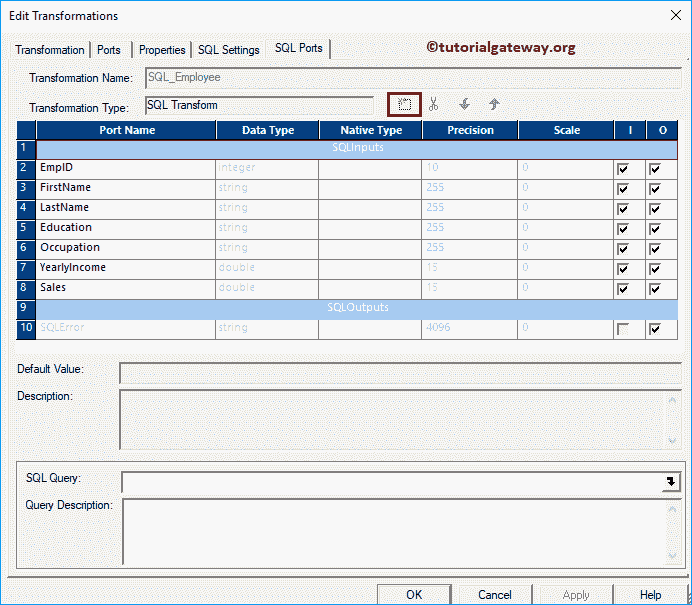 Edit Transformations
Transformation Ports Properties SQL Settings SQL Ports ©tutorialgateway.org
Transformation Name: SQL_Employee
Transformation Type: SQL Transform
Port Name Data Type Native Type Precision Scale I O
1 SQLInputs
2 EmpID integer 10 0
3 FirstName string 255 0
4 LastName string 255 0
5 Education string 255 0
6 Occupation string 255 0
7 YearlyIncome double 15 0
8 Sales double 15 0
9 SQLOutputs
10 SQLError string 4096 0
Default Value:
Description:
SQL Query:
Query Description:
OK Cancel Apply Help